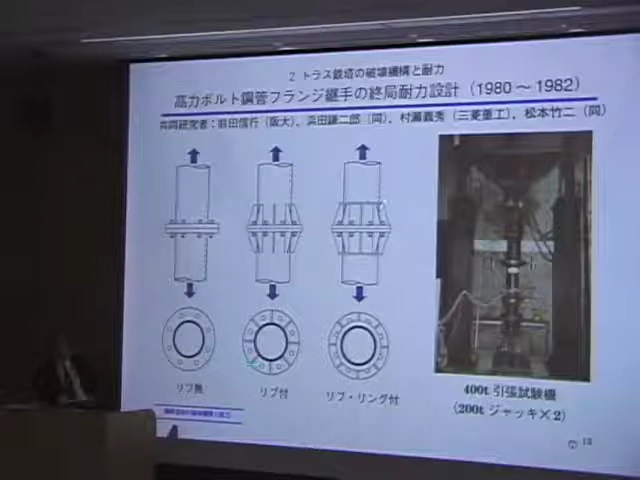 2 トラス鉄塔の破壊機構と耐力
高力ボルト鋼管フランジ継手の終局耐力設計（1980～1982）
共同研究者：前田信行（阪大）、浜田謙二郎（同）、村瀬嘉秀（三菱重工）、松本竹二（同）
リブ無
リブ付
リブ・リング付
400t 引張試験機
（200t ジャッキ×2）